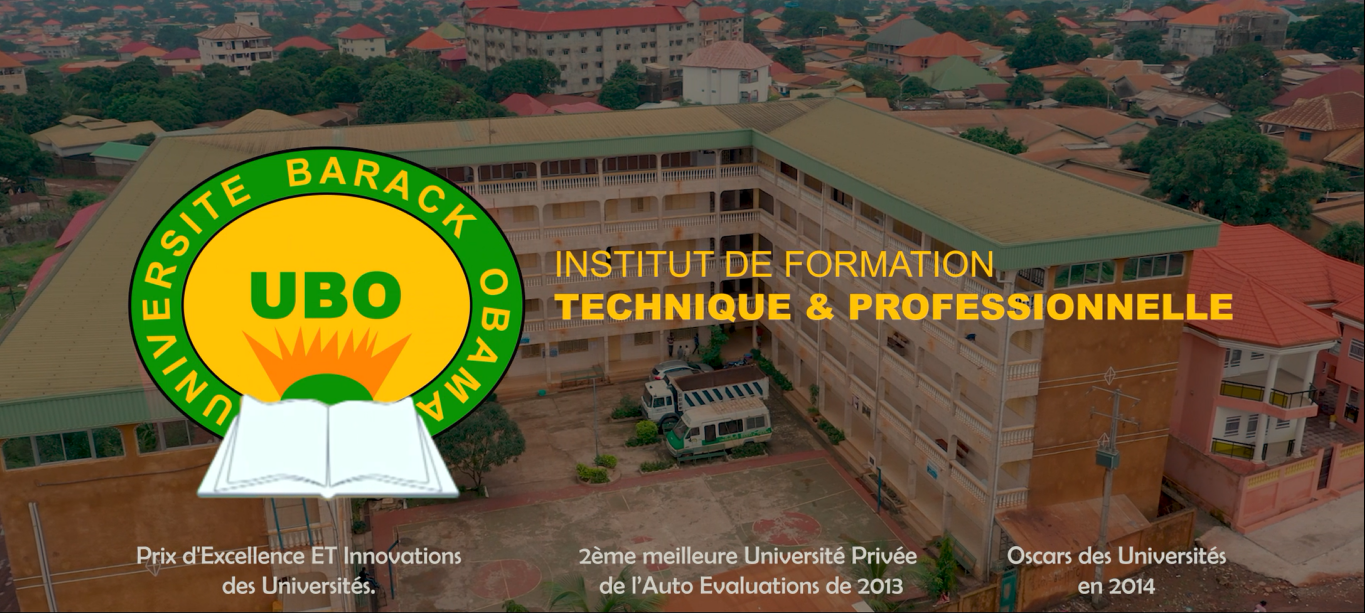 UNIVERSITE BARACK OBAMA
UBO
INSTITUT DE FORMATION
TECHNIQUE & PROFESSIONNELLE
Prix d'Excellence ET Innovations
des Universités.
2ème meilleure Université Privée
de l'Auto Evaluations de 2013
Oscars des Universités
en 2014